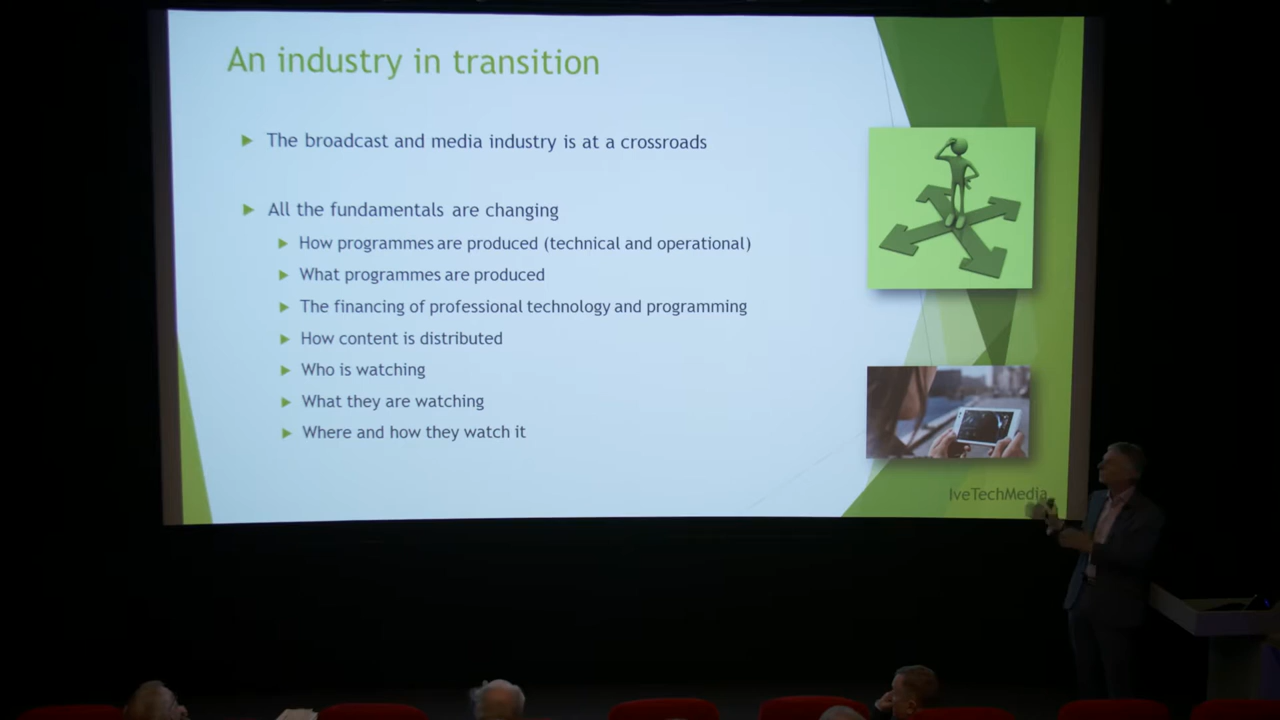 An industry in transition
The broadcast and media industry is at a crossroads
All the fundamentals are changing
How programmes are produced (technical and operational)
What programmes are produced
The financing of professional technology and programming
How content is distributed
Who is watching
What they are watching
Where and how they watch it
IveTechMedia